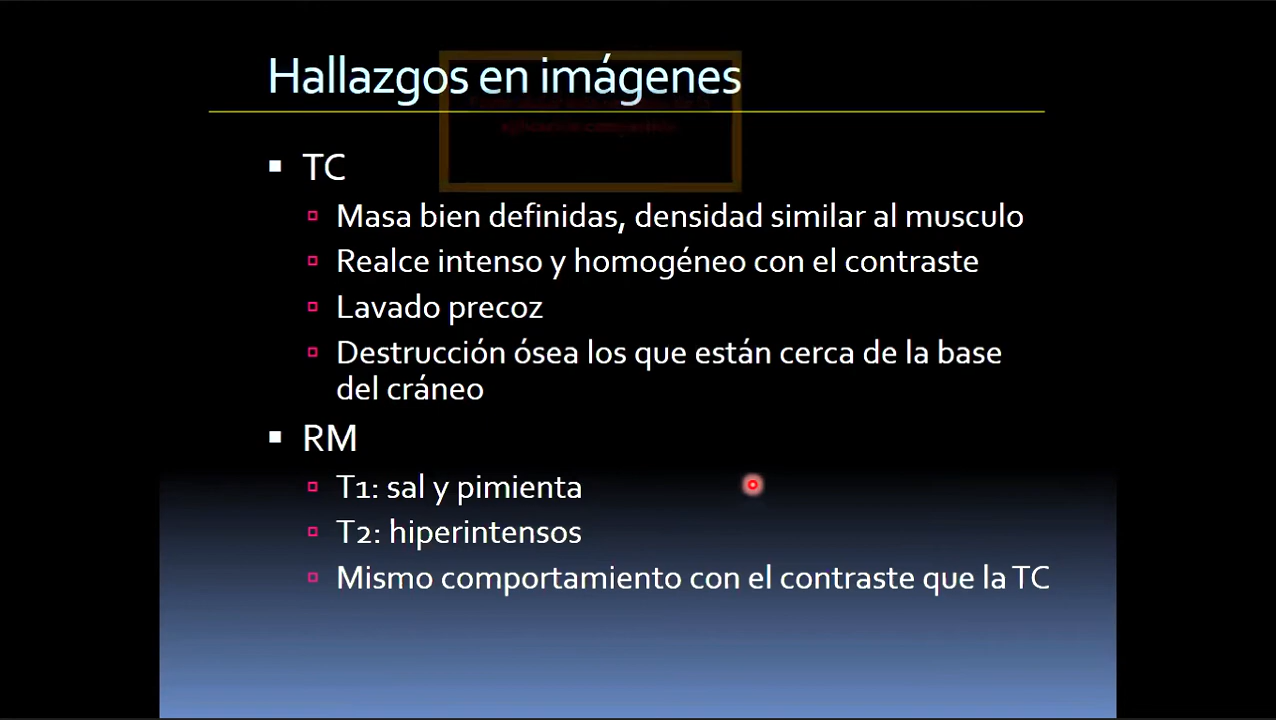 Hallazgos en imágenes
TC
Masa bien definidas, densidad similar al musculo
Realce intenso y homogéneo con el contraste
Lavado precoz
Destrucción ósea los que están cerca de la base
del cráneo
RM
T1: sal y pimienta
T2: hiperintensos
Mismo comportamiento con el contraste que la TC